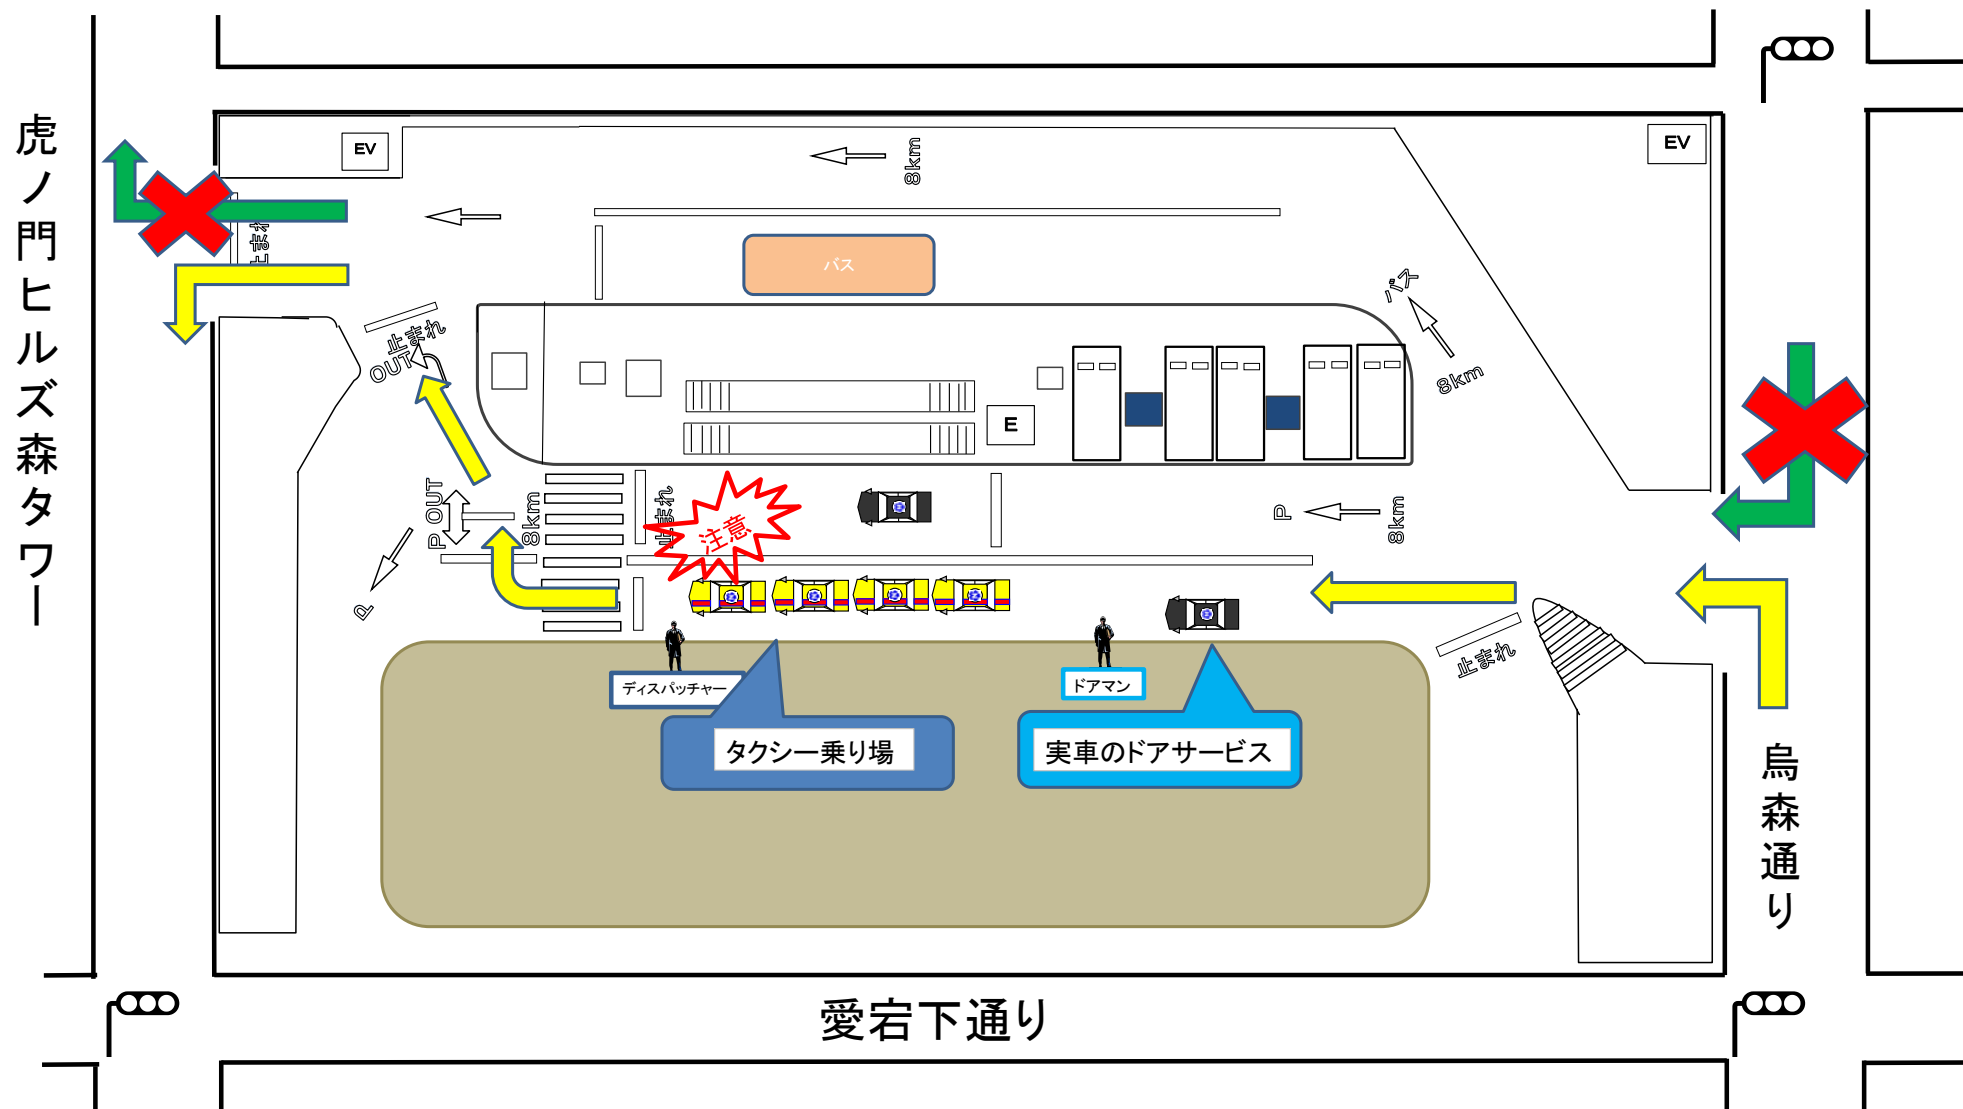 虎ノ門ヒルズ森タワー
EV
EV
8km
止まれ
バス
バス
止まれ
OUT
8km
E
P OUT
P
8km
止まれ
注意
P
8km
P
止まれ
ディスパッチャー
ドアマン
タクシー乗り場
実車のドアサービス
烏森通り
愛宕下通り